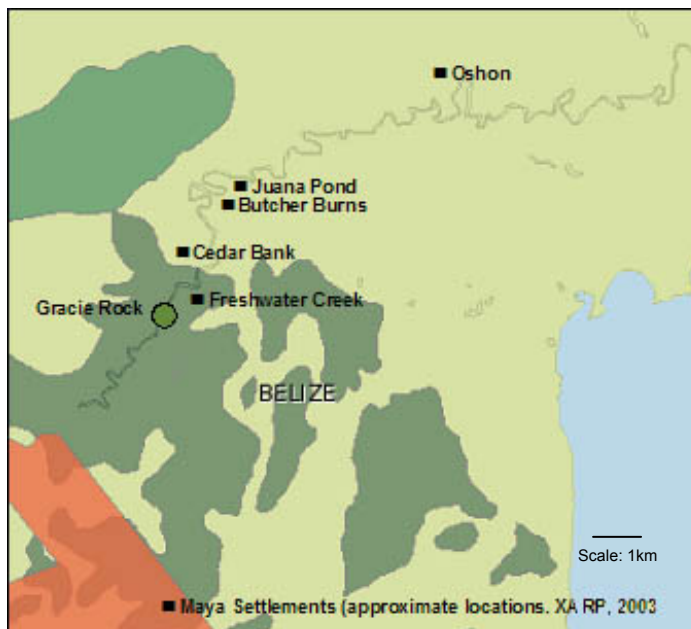 Oshon
Juana Pond
Butcher Burns
Cedar Bank
Freshwater Creek
Gracie Rock
BELIZE
Scale: 1km
Maya Settlements (approximate locations. XA RP, 2003